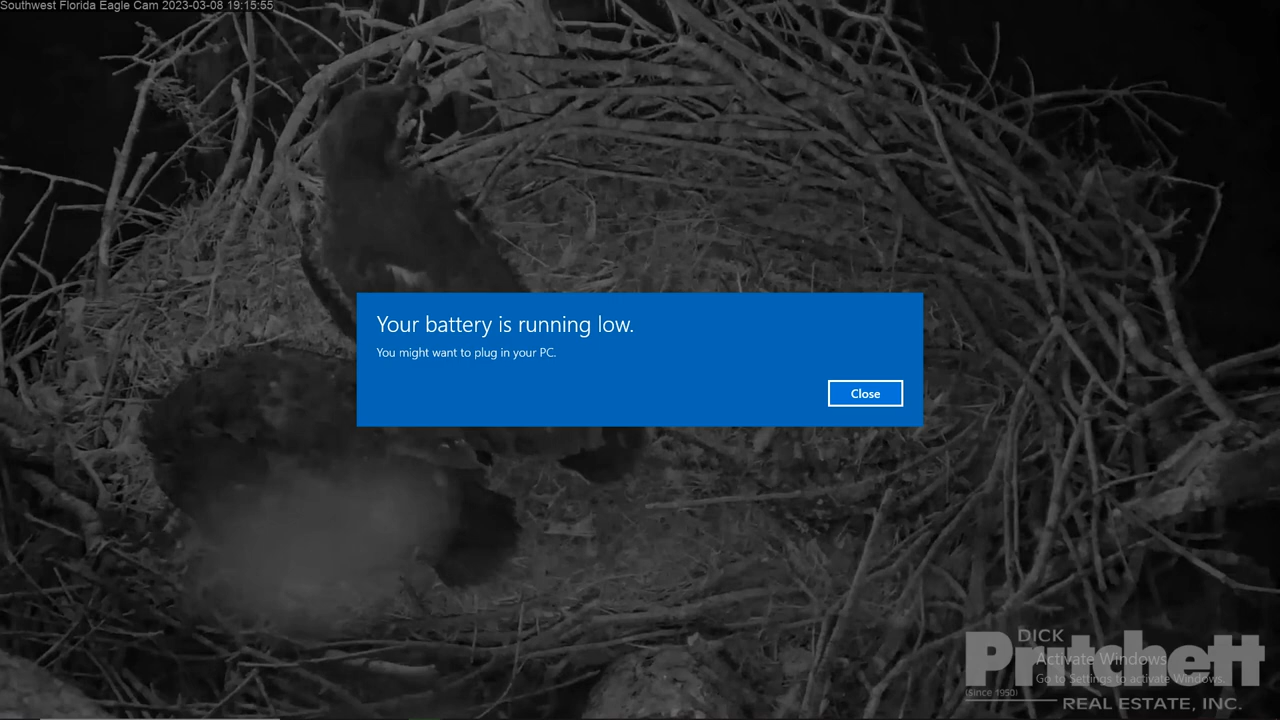 Southwest Florida Eagle Cam 2023-03-08 19:15:55
Your battery is running low.
You might want to plug in your PC.
Close
DICK
Pritchett
Activate Windows
Go to Settings to activate Windows.
(Since 1950)
REAL ESTATE, INC.